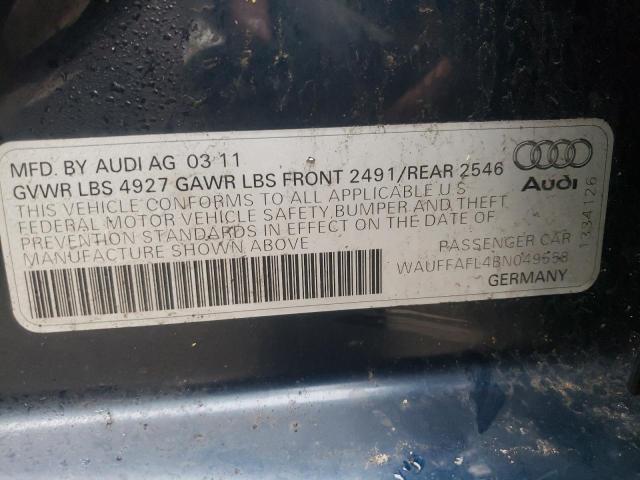 MFD. BY AUDI AG 03 11
GVWR LBS 4927 GAWR LBS FRONT 2491/REAR 2546
THIS VEHICLE CONFORMS TO ALL APPLICABLE U.S.
FEDERAL MOTOR VEHICLE SAFETY, BUMPER AND THEFT
PREVENTION STANDARDS IN EFFECT ON THE DATE OF
MANUFACTURE SHOWN ABOVE
PASSENGER CAR
WAUFFAFL4BN049558
GERMANY
Audi
1334126